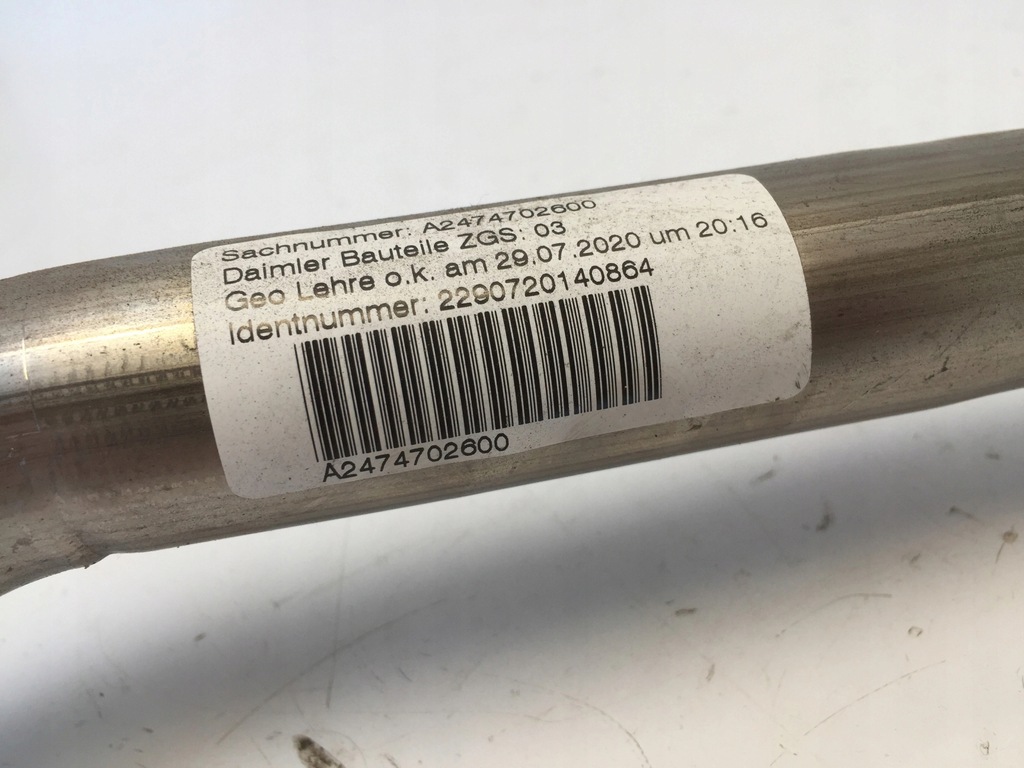 Sachnummer: A2474702600
Daimler Bauteile ZGS: 03
Geo Lehre o.k. am 29.07.2020 um 20:16
Identnummer: 2290720140864
A2474702600